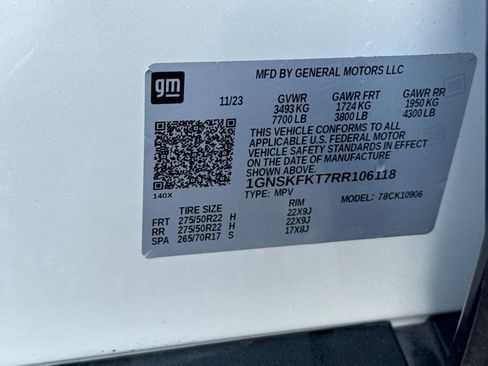 gm
MFD BY GENERAL MOTORS LLC
11/23 GVWR GAWR FRT GAWR RR
3493 KG 1724 KG 1950 KG
7700 LB 3800 LB 4300 LB
THIS VEHICLE CONFORMS TO ALL
APPLICABLE U.S. FEDERAL MOTOR
VEHICLE SAFETY STANDARDS IN EFFECT
ON THE DATE OF MANUFACTURE
SHOWN ABOVE.
1GNSKFKT7RR106118
140X TYPE: MPV MODEL: 78CK10906
TIRE SIZE RIM
FRT 275/50R22 H 22X9J
RR 275/50R22 H 22X9J
SPA 265/70R17 S 17X8J